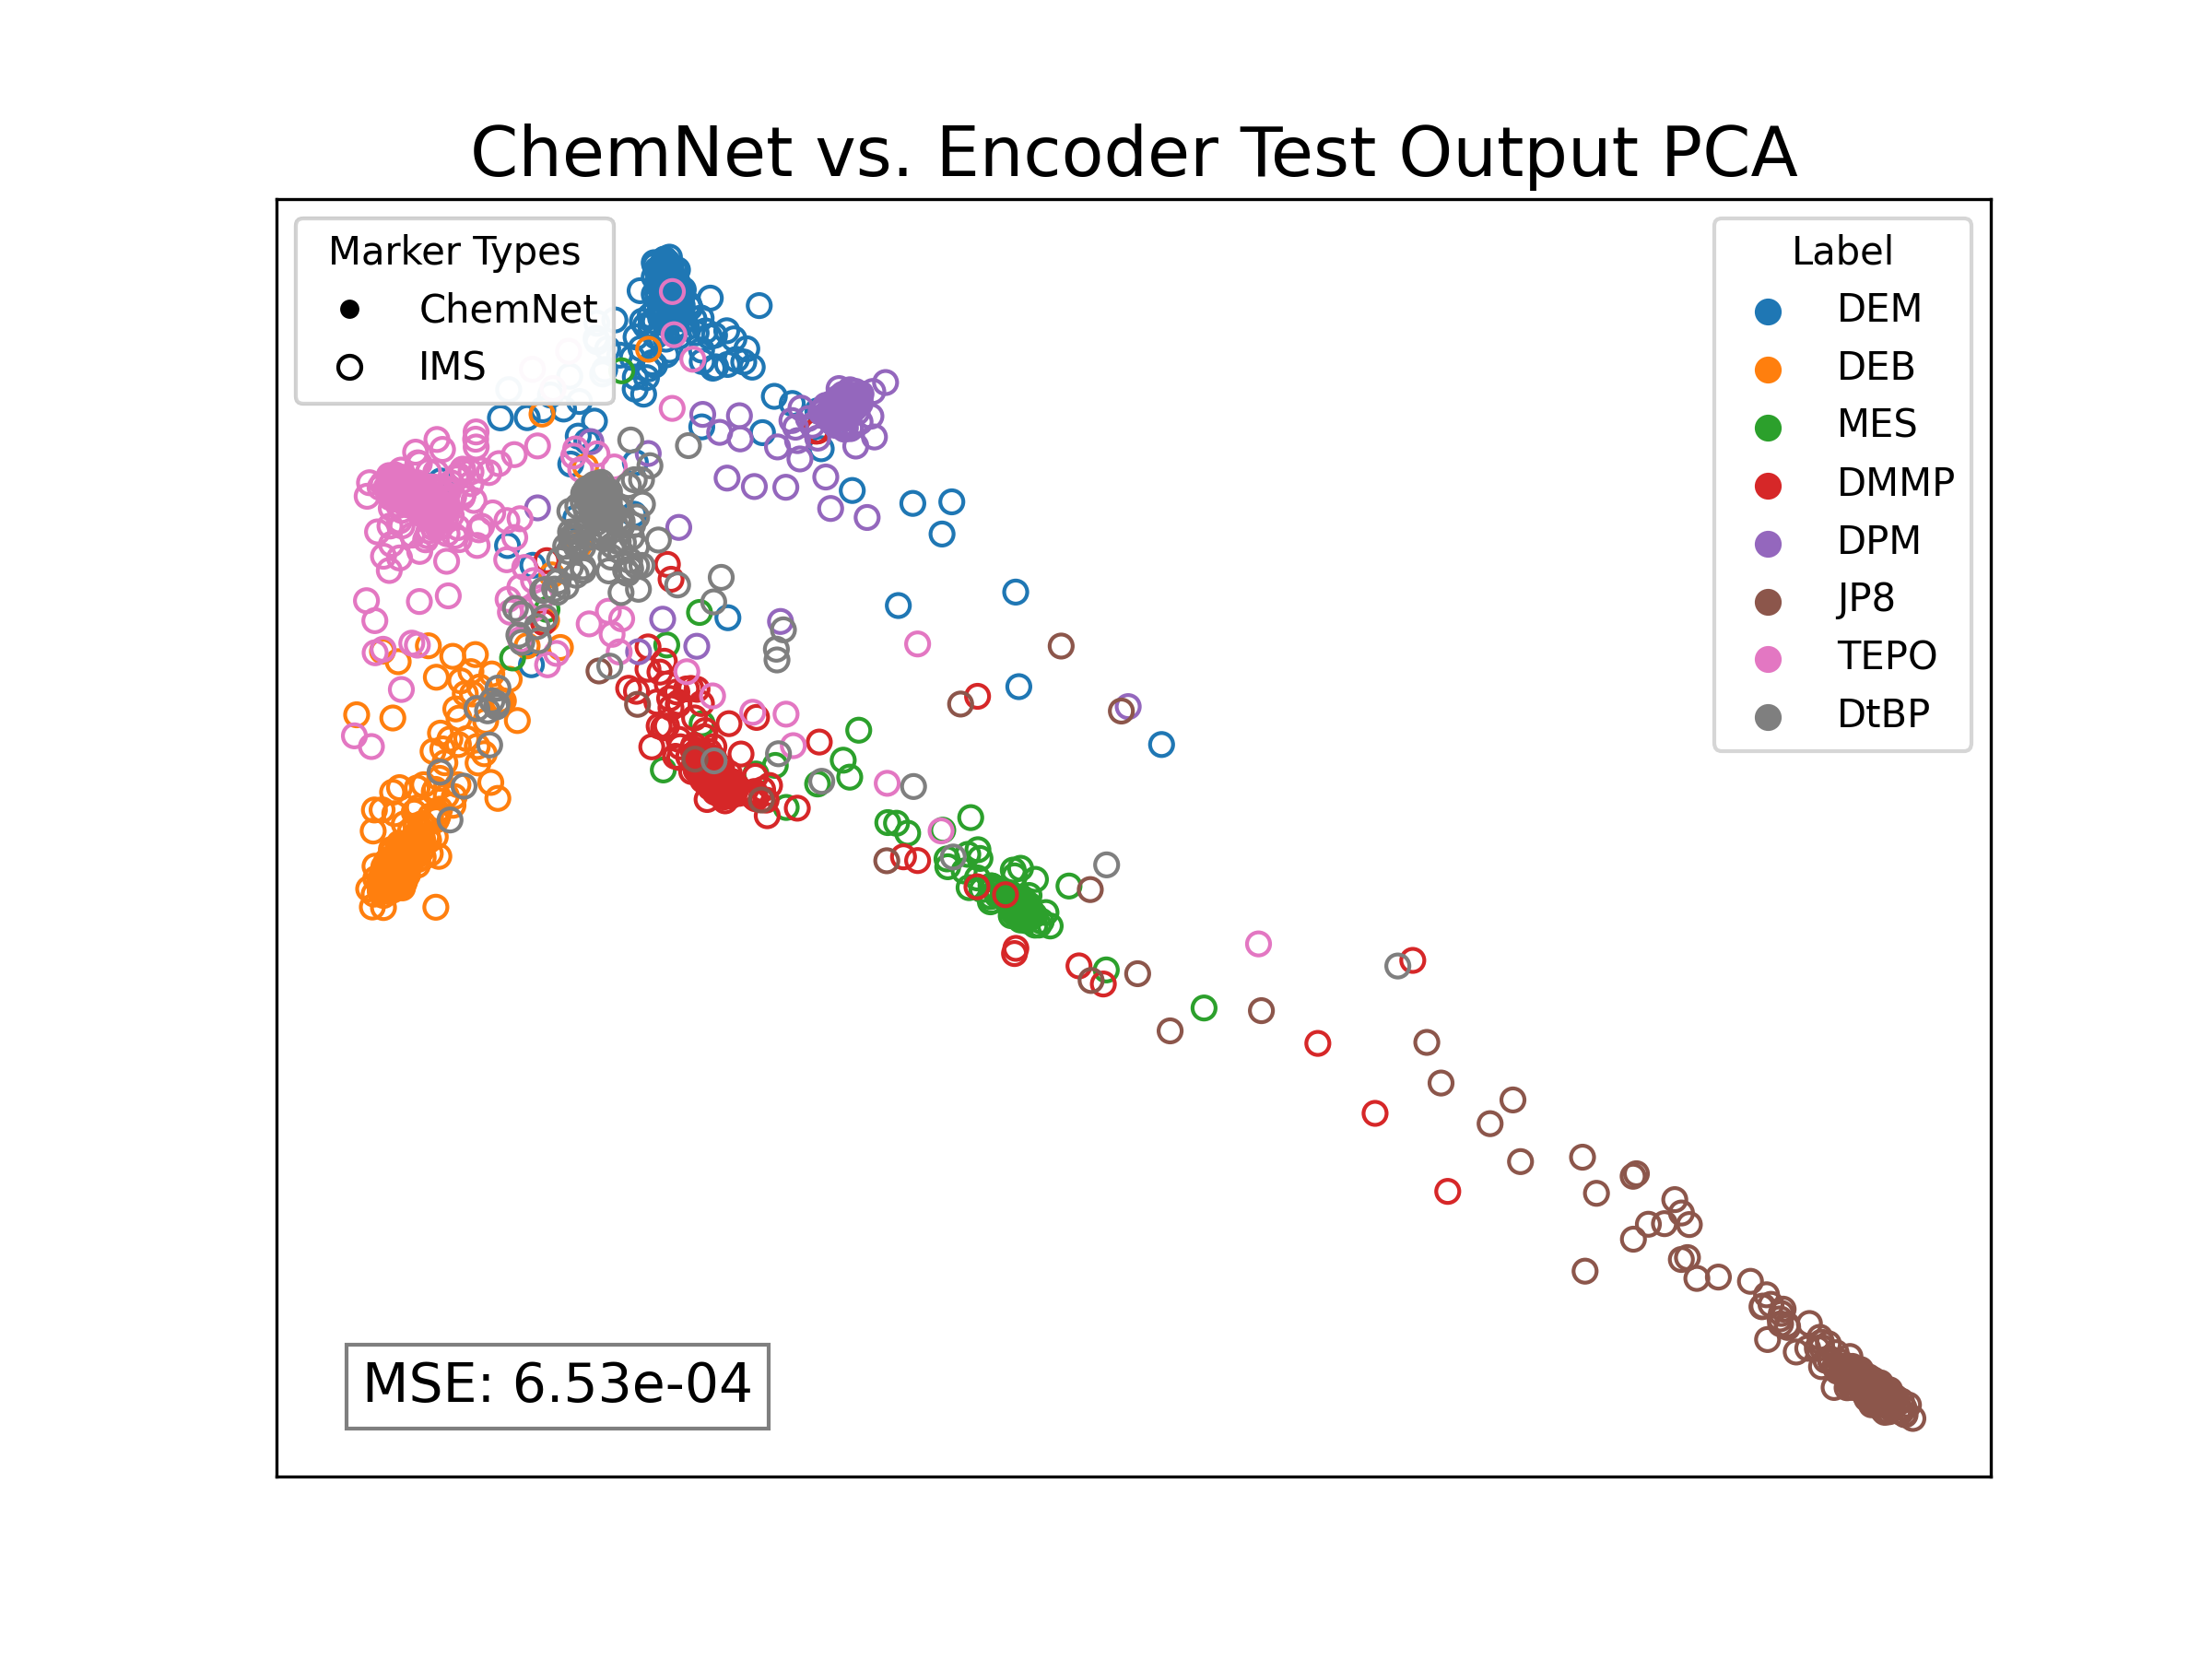 ChemNet vs. Encoder Test Output PCA
Marker Types
ChemNet
IMS
Label
DEM
DEB
MES
DMMP
DPM
JP8
TEPO
DtBP
MSE: 6.53e-04